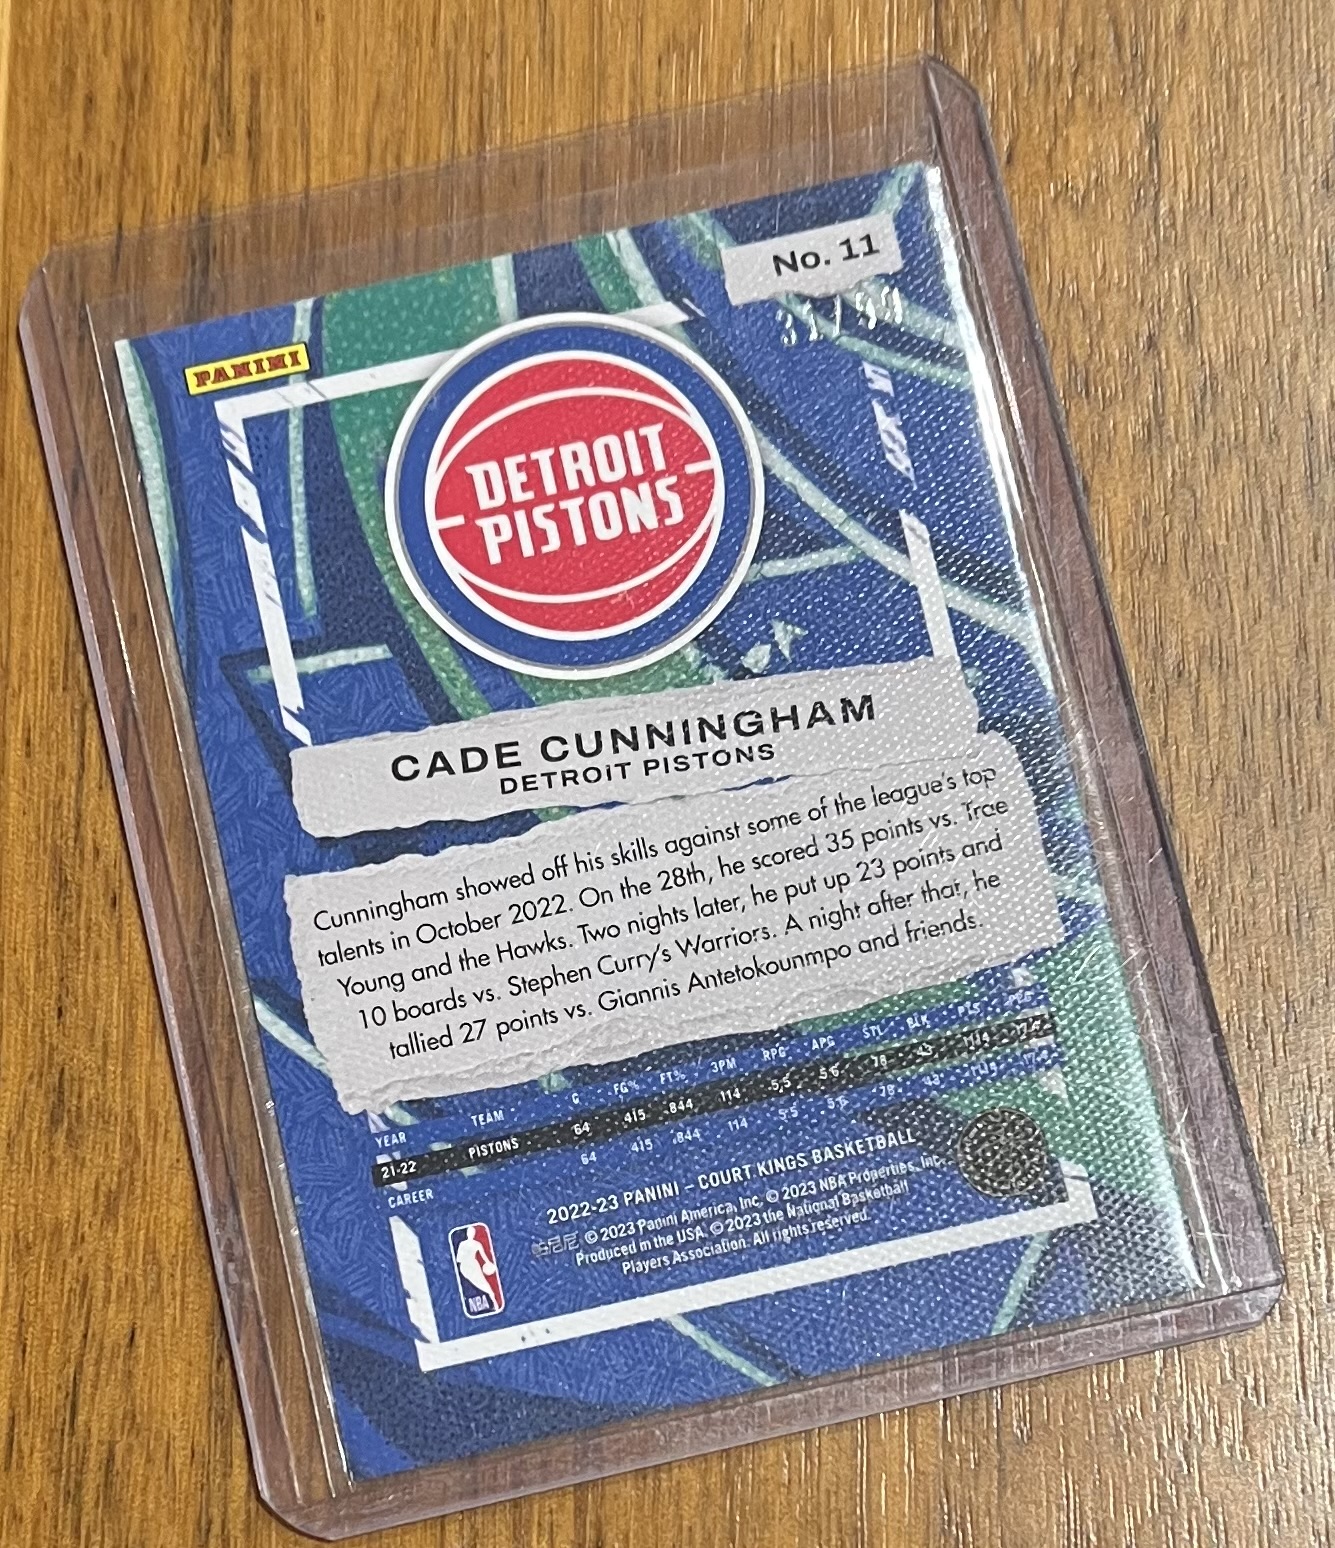 No. 11
PANINI
DETROIT
PISTONS
CADE CUNNINGHAM
DETROIT PISTONS
Cunningham showed off his skills against some of the league's top
talents in October 2022. On the 28th, he scored 35 points vs. Trae
Young and the Hawks. Two nights later, he put up 23 points and
10 boards vs. Stephen Curry's Warriors. A night after that, he
tallied 27 points vs. Giannis Antetokounmpo and friends.
YEAR TEAM G FG% FT% 3PM RPG APG STL BLK PTS PPG
21-22 PISTONS 64 .415 .844 114 5.5 5.6 78 43 17.4
CAREER 64 .415 .844 114 5.5 5.6 78 43 17.4
2022-23 PANINI – COURT KINGS BASKETBALL
© 2023 Panini America, Inc. © 2023 NBA Properties, Inc.
Produced in the USA. © 2023 the National Basketball
Players Association. All rights reserved.
NBA